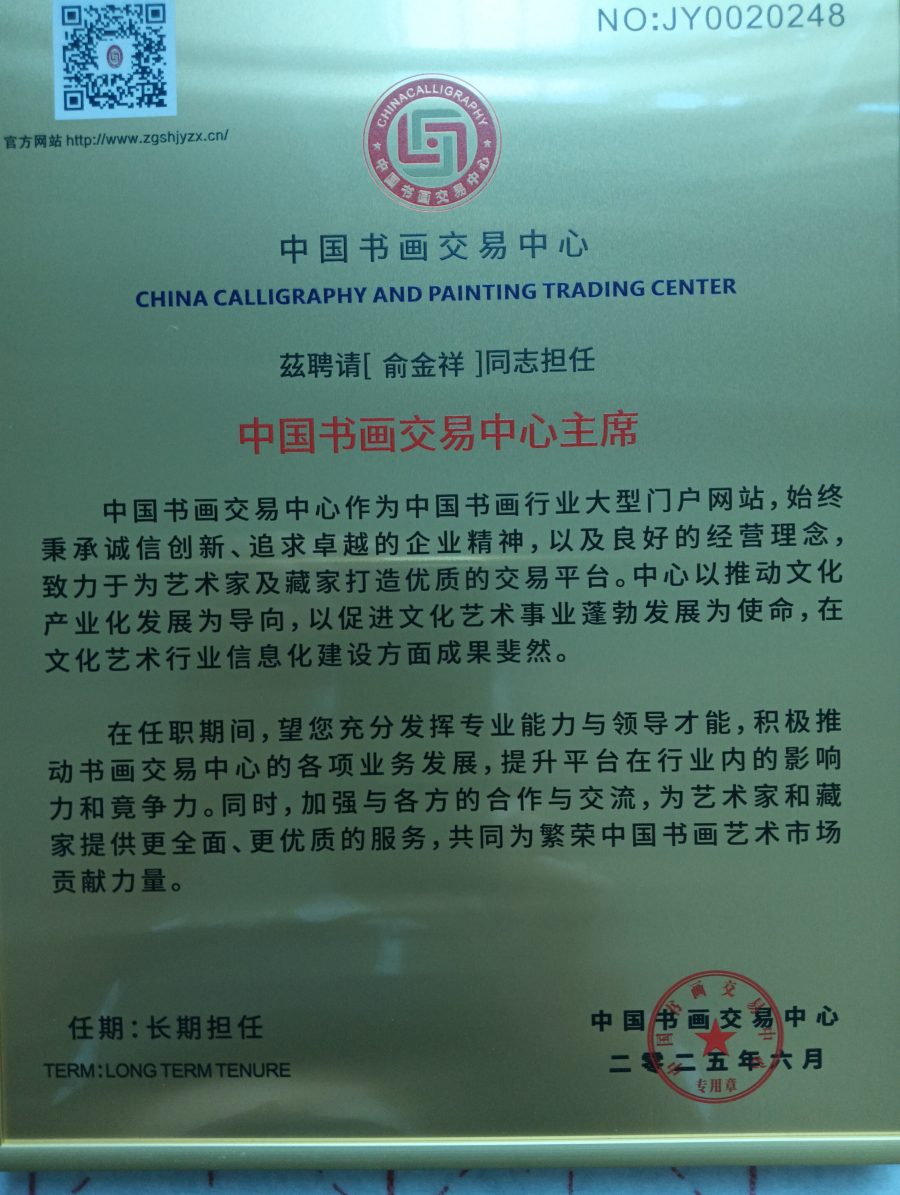 NO:JY0020248
官方网站 http://www.zgshjyzx.cn/
CHINACALLIGRAPHY
中国书画交易中心
中国书画交易中心
CHINA CALLIGRAPHY AND PAINTING TRADING CENTER
茲聘请[ 俞金祥 ]同志担任
中国书画交易中心主席
中国书画交易中心作为中国书画行业大型门户网站,始终
秉承诚信创新、追求卓越的企业精神,以及良好的经营理念,
致力于为艺术家及藏家打造优质的交易平台。中心以推动文化
产业化发展为导向,以促进文化艺术事业蓬勃发展为使命,在
文化艺术行业信息化建设方面成果斐然。
在任职期间,望您充分发挥专业能力与领导才能,积极推
动书画交易中心的各项业务发展,提升平台在行业内的影响
力和竟争力。同时,加强与各方的合作与交流,为艺术家和藏
家提供更全面、更优质的服务,共同为繁荣中国书画艺术市场
贡献力量。
任期:长期担任
TERM:LONG TERM TENURE
中国书画交易中心
二零二五年六月
中国书画交易中心
专用章